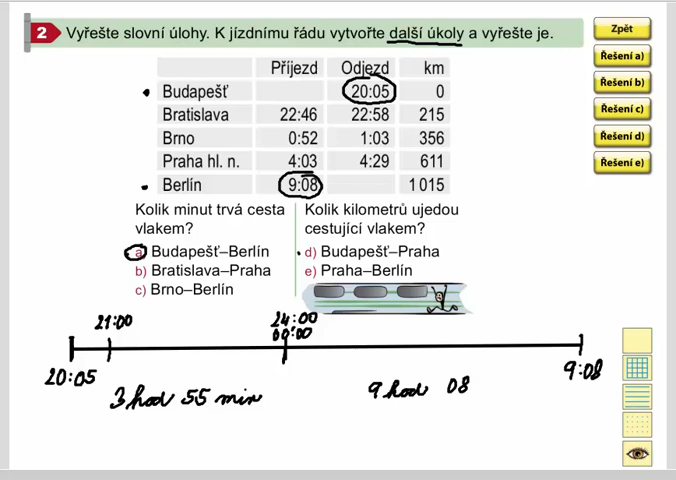 2 Vyřešte slovní úlohy. K jízdnímu řádu vytvořte další úkoly a vyřešte je.
Příjezd Odjezd km
Budapešť 20:05 0
Bratislava 22:46 22:58 215
Brno 0:52 1:03 356
Praha hl. n. 4:03 4:29 611
Berlín 9:08 1 015
Kolik minut trvá cesta
vlakem?
a) Budapešť–Berlín
b) Bratislava–Praha
c) Brno–Berlín
Kolik kilometrů ujedou
cestující vlakem?
d) Budapešť–Praha
e) Praha–Berlín
Zpět
Řešení a)
Řešení b)
Řešení c)
Řešení d)
Řešení e)
21:00 24:00
00:00
20:05 9:08
3 hod 55 min 9 hod 08